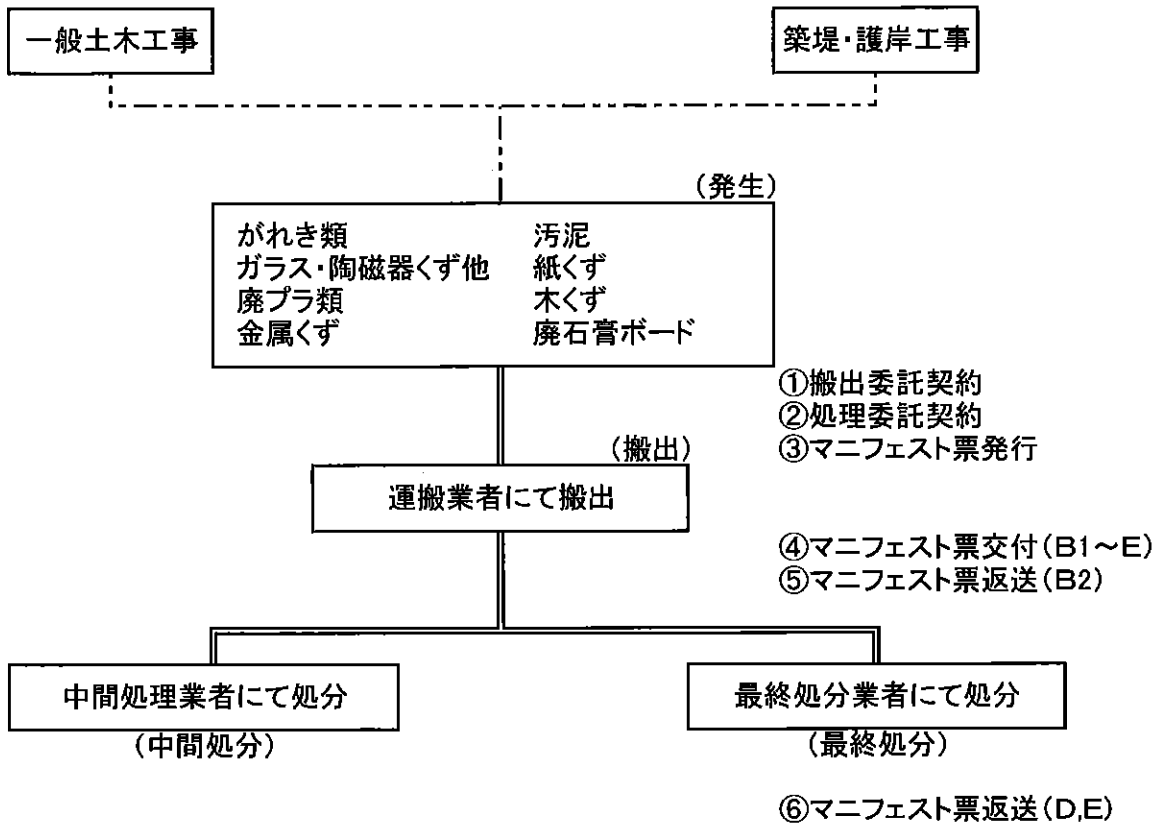 一般土木工事
築堤・護岸工事
(発生)
がれき類 汚泥
ガラス・陶磁器くず他 紙くず
廃プラ類 木くず
金属くず 廃石膏ボード
①搬出委託契約
②処理委託契約
③マニフェスト票発行
(搬出)
運搬業者にて搬出
④マニフェスト票交付(B1～E)
⑤マニフェスト票返送(B2)
中間処理業者にて処分
(中間処分)
最終処分業者にて処分
(最終処分)
⑥マニフェスト票返送(D,E)